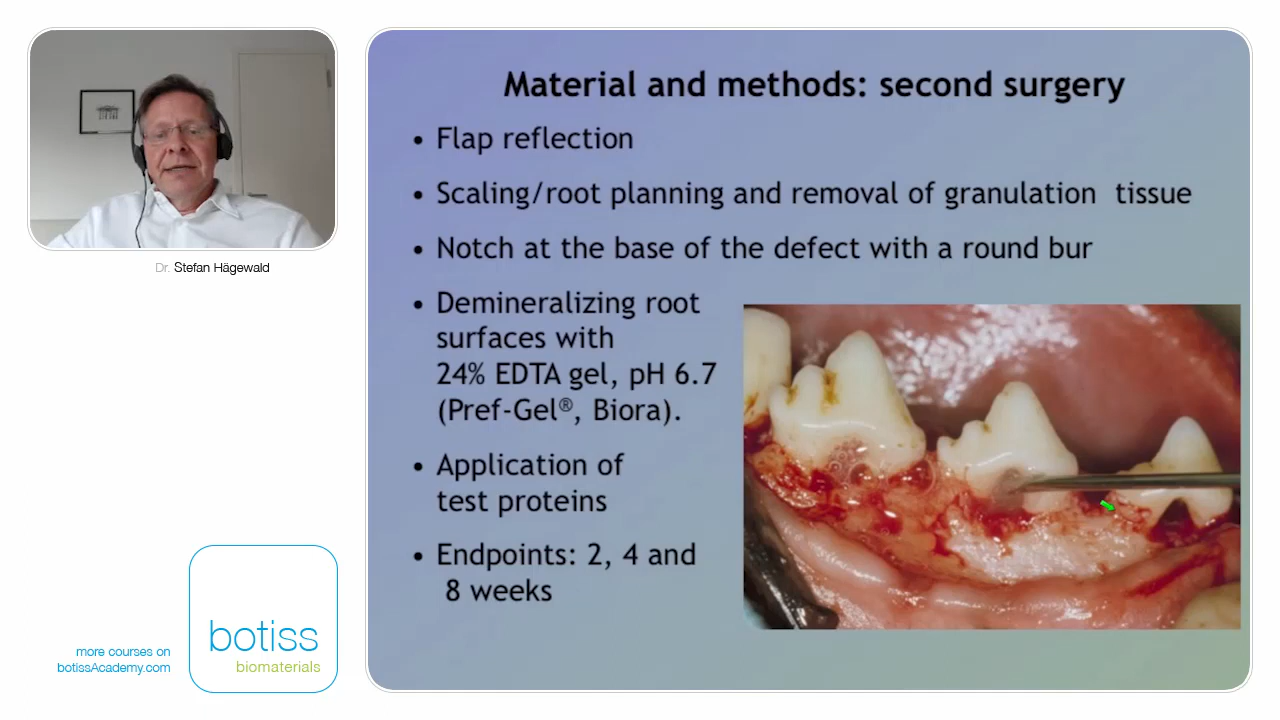 Dr. Stefan Hägewald
more courses on
botissAcademy.com
botiss
biomaterials
Material and methods: second surgery
• Flap reflection
• Scaling/root planning and removal of granulation tissue
• Notch at the base of the defect with a round bur
• Demineralizing root
surfaces with
24% EDTA gel, pH 6.7
(Pref-Gel®, Biora).
• Application of
test proteins
• Endpoints: 2, 4 and
8 weeks